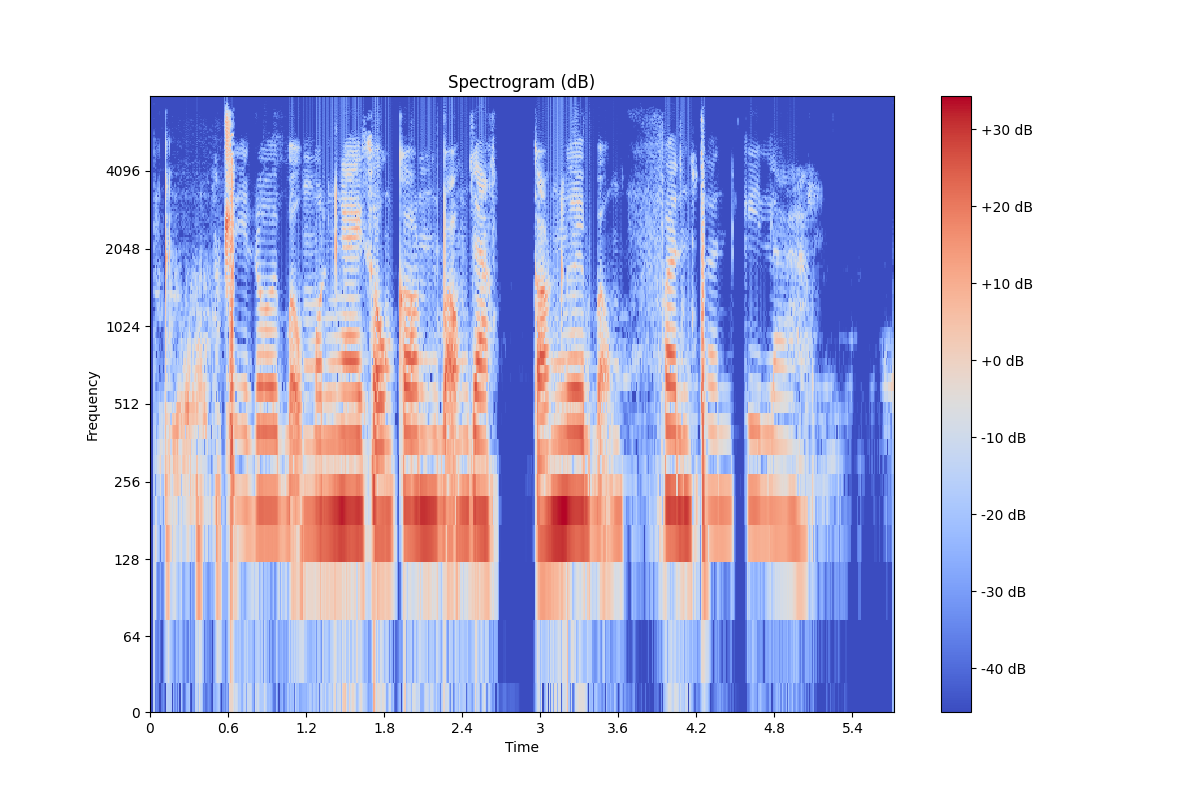 Spectrogram (dB)
4096
2048
1024
512
256
128
64
0
Frequency
0 0.6 1.2 1.8 2.4 3 3.6 4.2 4.8 5.4
Time
+30 dB
+20 dB
+10 dB
+0 dB
-10 dB
-20 dB
-30 dB
-40 dB